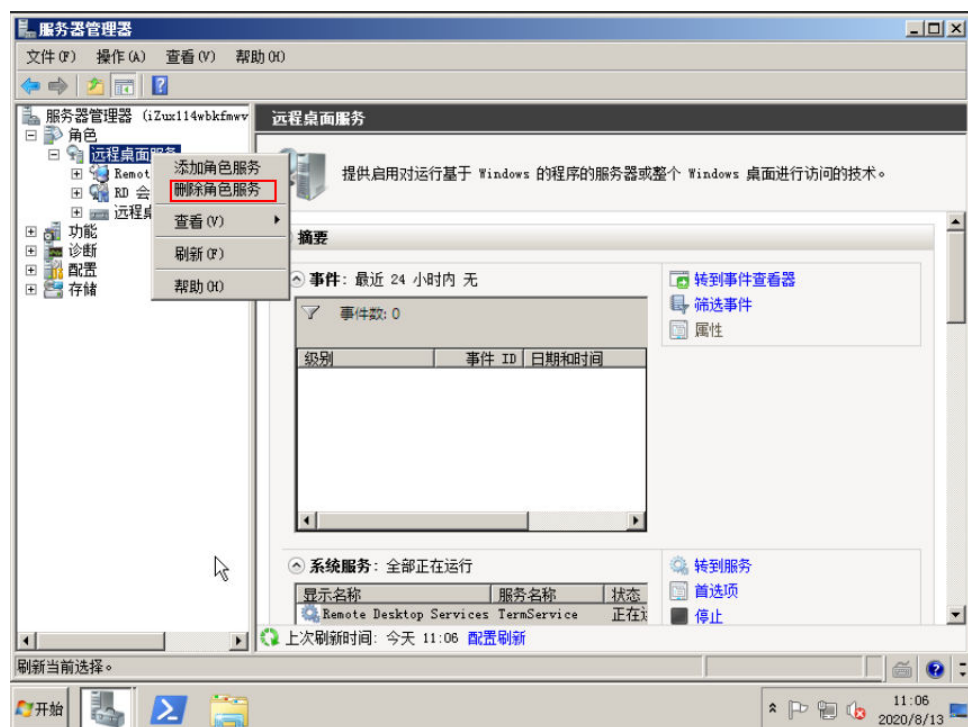 服务器管理器
文件(F) 操作(A) 查看(V) 帮助(H)
服务器管理器 (iZux114wbkfmwv
角色
远程桌面服务
Remot
RD 会
远程桌
功能
诊断
配置
存储
添加角色服务
删除角色服务
查看(V)
刷新(F)
帮助(H)
远程桌面服务
提供启用对运行基于 Windows 的程序的服务器或整个 Windows 桌面进行访问的技术。
摘要
事件: 最近 24 小时内 无
事件数: 0
级别 事件 ID 日期和时间
转到事件查看器
筛选事件
属性
系统服务: 全部正在运行
显示名称 服务名称 状态
Remote Desktop Services TermService 正在运
转到服务
首选项
停止
上次刷新时间: 今天 11:06 配置刷新
刷新当前选择。
开始
11:06
2020/8/13